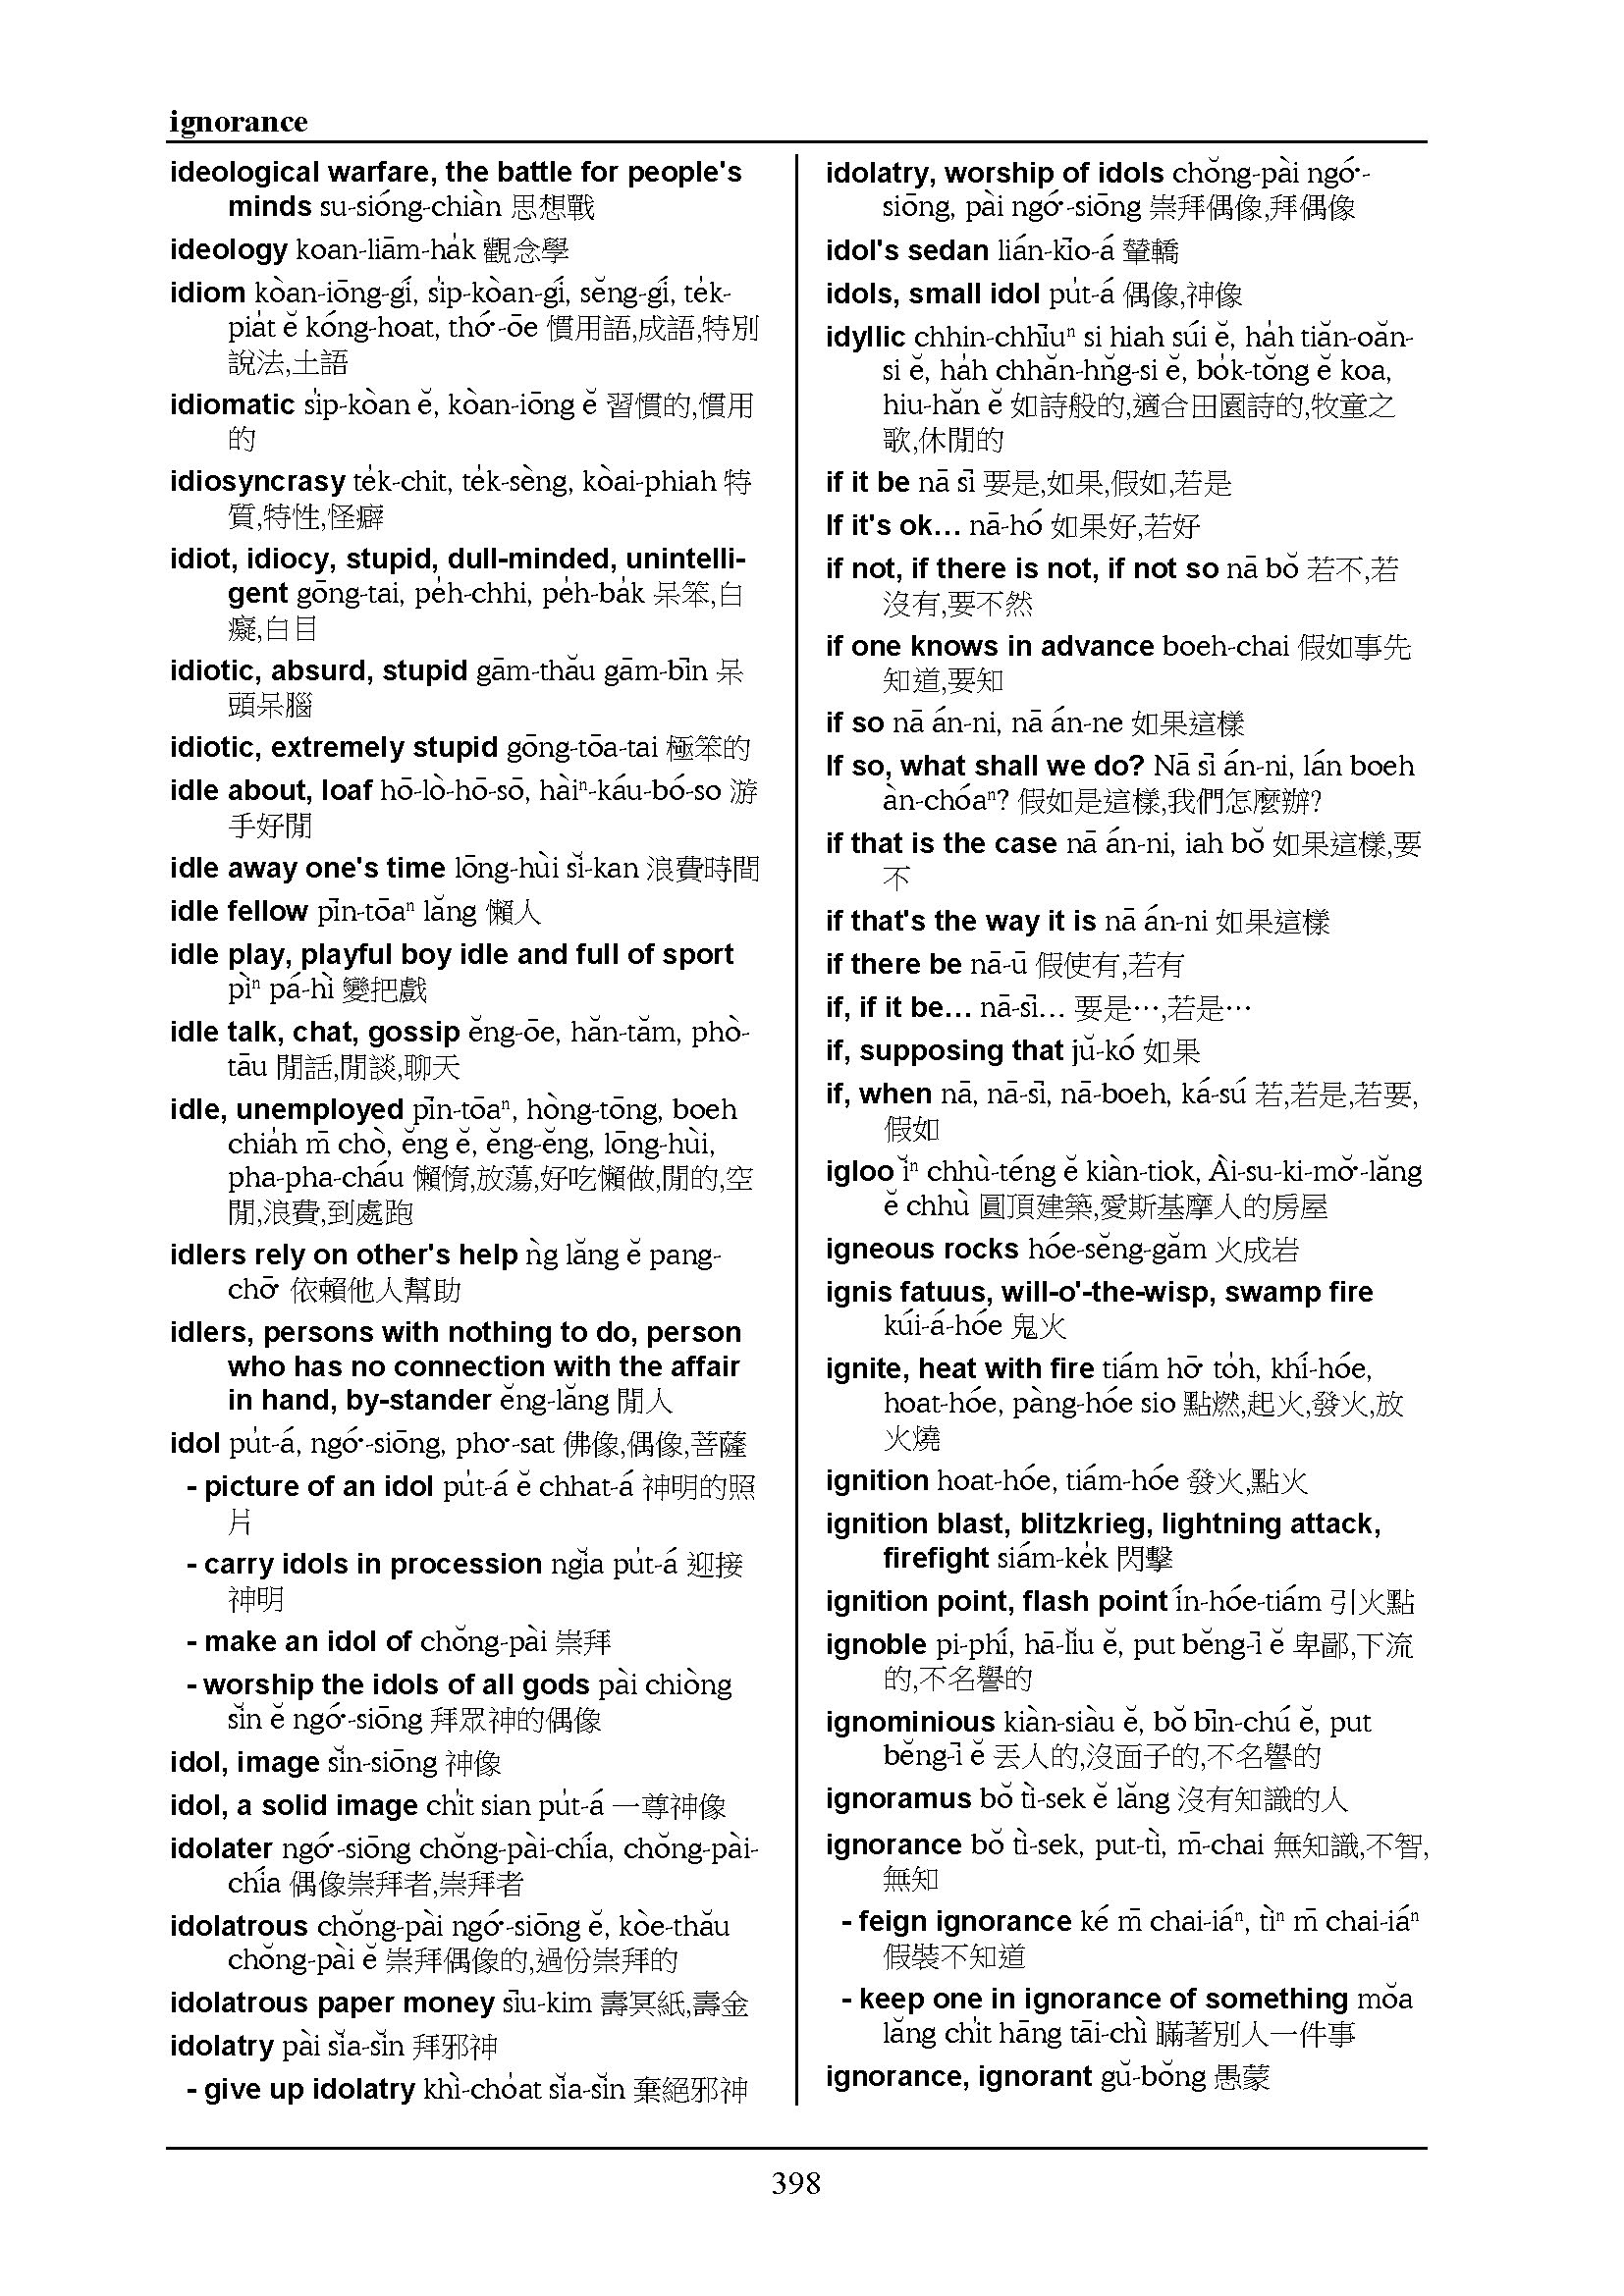 ignorance
ideological warfare, the battle for people's
minds su-sióng-chiàn 思想戰
ideology koan-liām-ha̍k 觀念學
idiom kòan-iōng-gí, si̍p-kòan-gí, sĕng-gí, te̍k-
pia̍t ĕ kóng-hoat, thó͘-ōe 慣用語,成語,特別
說法,土語
idiomatic si̍p-kòan ĕ, kòan-iōng ĕ 習慣的,慣用
的
idiosyncrasy te̍k-chit, te̍k-sèng, kòai-phiah 特
質,特性,怪癖
idiot, idiocy, stupid, dull-minded, unintelli-
gent gōng-tai, pe̍h-chhi, pe̍h-ba̍k 呆笨,白
癡,白目
idiotic, absurd, stupid gām-thău gām-bīn 呆
頭呆腦
idiotic, extremely stupid gōng-tōa-tai 極笨的
idle about, loaf hō-lò-hō-sō, hàiⁿ-káu-bó-so 游
手好閒
idle away one's time lōng-hùi sĭ-kan 浪費時間
idle fellow pīn-tōaⁿ lăng 懶人
idle play, playful boy idle and full of sport
pìⁿ pá-hì 變把戲
idle talk, chat, gossip ĕng-ōe, hăn-tăm, phò-
tāu 閒話,閒談,聊天
idle, unemployed pīn-tōaⁿ, hòng-tōng, boeh
chia̍h m̄ chò, ĕng ĕ, ĕng-ĕng, lōng-hùi,
pha-pha-cháu 懶惰,放蕩,好吃懶做,閒的,空
閒,浪費,到處跑
idlers rely on other's help ǹg lăng ĕ pang-
chō͘ 依賴他人幫助
idlers, persons with nothing to do, person
who has no connection with the affair
in hand, by-stander ĕng-lăng 閒人
idol pu̍t-á, ngó͘-siōng, pho͘-sat 佛像,偶像,菩薩
- picture of an idol pu̍t-á ĕ chhat-á 神明的照
片
- carry idols in procession ngĭa pu̍t-á 迎接
神明
- make an idol of chŏng-pài 崇拜
- worship the idols of all gods pài chiòng
sĭn ĕ ngó͘-siōng 拜眾神的偶像
idol, image sĭn-siōng 神像
idol, a solid image chi̍t sian pu̍t-á 一尊神像
idolater ngó͘-siōng chŏng-pài-chía, chŏng-pài-
chía 偶像崇拜者,崇拜者
idolatrous chŏng-pài ngó͘-siōng ĕ, kòe-thău
chŏng-pài ĕ 崇拜偶像的,過份崇拜的
idolatrous paper money sīu-kim 壽冥紙,壽金
idolatry pài sĭa-sĭn 拜邪神
- give up idolatry khì-cho̍at sĭa-sĭn 棄絕邪神
idolatry, worship of idols chŏng-pài ngó͘-
siōng, pài ngó͘-siōng 崇拜偶像,拜偶像
idol's sedan lián-kīo-á 輦轎
idols, small idol pu̍t-á 偶像,神像
idyllic chhin-chhīuⁿ si hiah súi ĕ, ha̍h tiăn-oăn-
si ĕ, ha̍h chhăn-hn̆g-si ĕ, bo̍k-tŏng ĕ koa,
hiu-hăn ĕ 如詩般的,適合田園詩的,牧童之
歌,休閒的
if it be nā sī 要是,如果,假如,若是
If it's ok… nā-hó 如果好,若好
if not, if there is not, if not so nā bŏ 若不,若
沒有,要不然
if one knows in advance boeh-chai 假如事先
知道,要知
if so nā án-ni, nā án-ne 如果這樣
If so, what shall we do? Nā sī án-ni, lán boeh
àn-chóaⁿ? 假如是這樣,我們怎麼辦?
if that is the case nā án-ni, iah bŏ 如果這樣,要
不
if that's the way it is nā án-ni 如果這樣
if there be nā-ū 假使有,若有
if, if it be… nā-sī… 要是…,若是…
if, supposing that jŭ-kó 如果
if, when nā, nā-sī, nā-boeh, ká-sú 若,若是,若要,
假如
igloo ĭⁿ chhù-téng ĕ kiàn-tiok, Ài-su-ki-mŏ͘-lăng
ĕ chhù 圓頂建築,愛斯基摩人的房屋
igneous rocks hóe-sĕng-găm 火成岩
ignis fatuus, will-o'-the-wisp, swamp fire
kúi-á-hóe 鬼火
ignite, heat with fire tiám hō͘ to̍h, khí-hóe,
hoat-hóe, pàng-hóe sio 點燃,起火,發火,放
火燒
ignition hoat-hóe, tiám-hóe 發火,點火
ignition blast, blitzkrieg, lightning attack,
firefight siám-ke̍k 閃擊
ignition point, flash point ín-hóe-tiám 引火點
ignoble pi-phí, hā-lĭu ĕ, put bĕng-ī ĕ 卑鄙,下流
的,不名譽的
ignominious kiàn-siàu ĕ, bŏ bīn-chú ĕ, put
bĕng-ī ĕ 丟人的,沒面子的,不名譽的
ignoramus bŏ tì-sek ĕ lăng 沒有知識的人
ignorance bŏ tì-sek, put-tì, m̄-chai 無知識,不智,
無知
- feign ignorance ké m̄ chai-iáⁿ, tìⁿ m̄ chai-iáⁿ
假裝不知道
- keep one in ignorance of something mŏa
lăng chi̍t hāng tāi-chì 瞞著別人一件事
ignorance, ignorant gŭ-bŏng 愚蒙
398